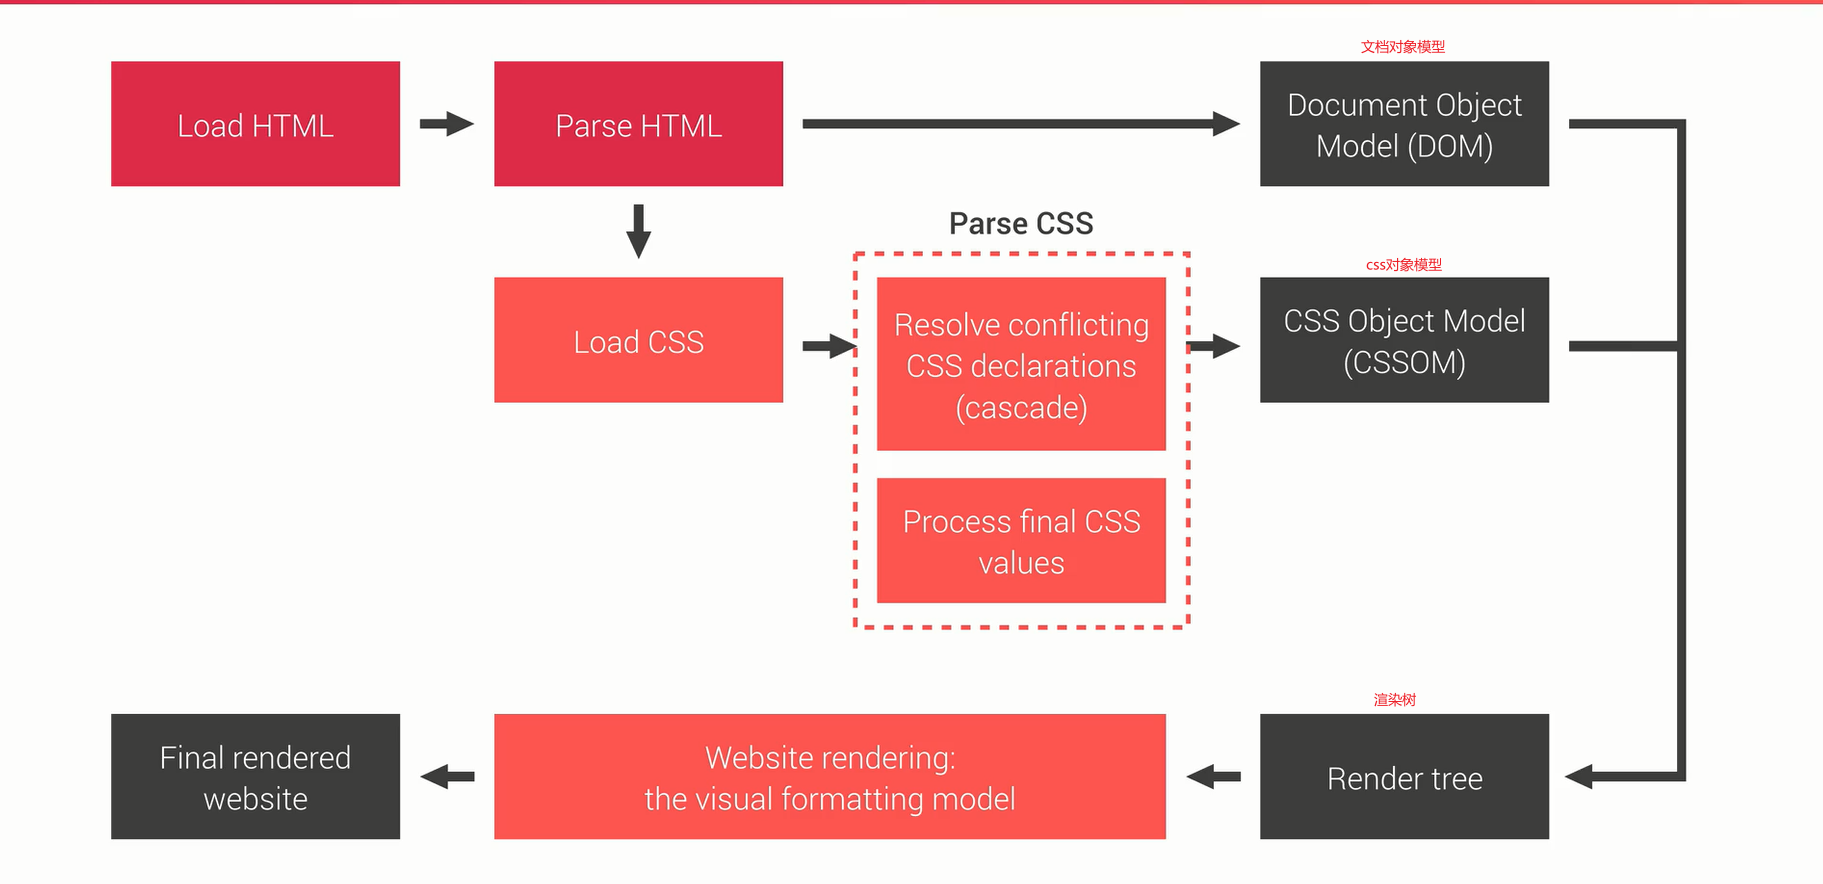 文档对象模型
Load HTML
Parse HTML
Document Object
Model (DOM)
Parse CSS
css对象模型
Load CSS
Resolve conflicting
CSS declarations
(cascade)
CSS Object Model
(CSSOM)
Process final CSS
values
渲染树
Final rendered
website
Website rendering:
the visual formatting model
Render tree